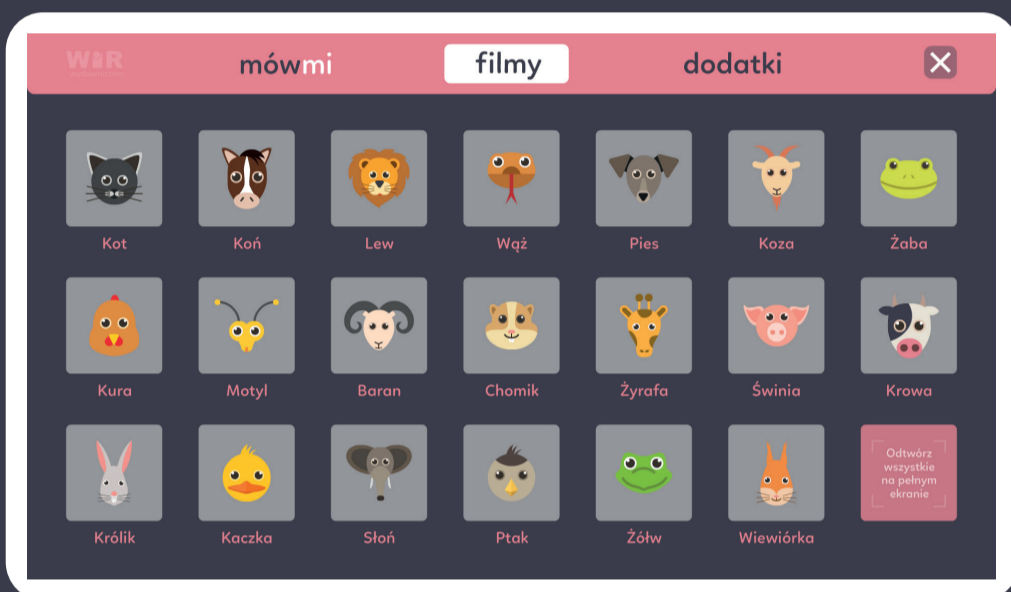 WiR
mówmi
filmy
dodatki
Kot
Koń
Lew
Wąż
Pies
Koza
Żaba
Kura
Motyl
Baran
Chomik
Żyrafa
Świnia
Krowa
Odtwórz
wszystkie
na pełnym
ekranie
Królik
Kaczka
Słoń
Ptak
Żółw
Wiewiórka